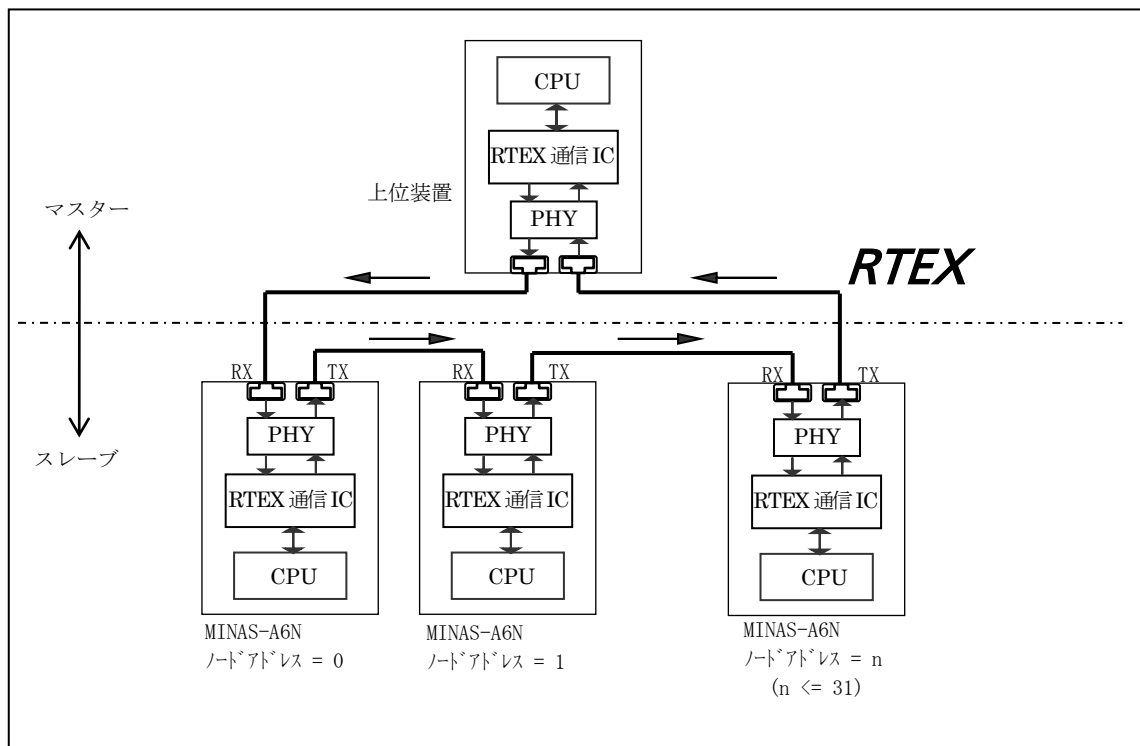 CPU
RTEX 通信 IC
上位装置
PHY
マスター
RTEX
スレーブ
RX TX
PHY
RTEX 通信 IC
CPU
MINAS-A6N
ﾉｰﾄﾞｱﾄﾞﾚｽ = 0
RX TX
PHY
RTEX 通信 IC
CPU
MINAS-A6N
ﾉｰﾄﾞｱﾄﾞﾚｽ = 1
RX TX
PHY
RTEX 通信 IC
CPU
MINAS-A6N
ﾉｰﾄﾞｱﾄﾞﾚｽ = n
(n <= 31)